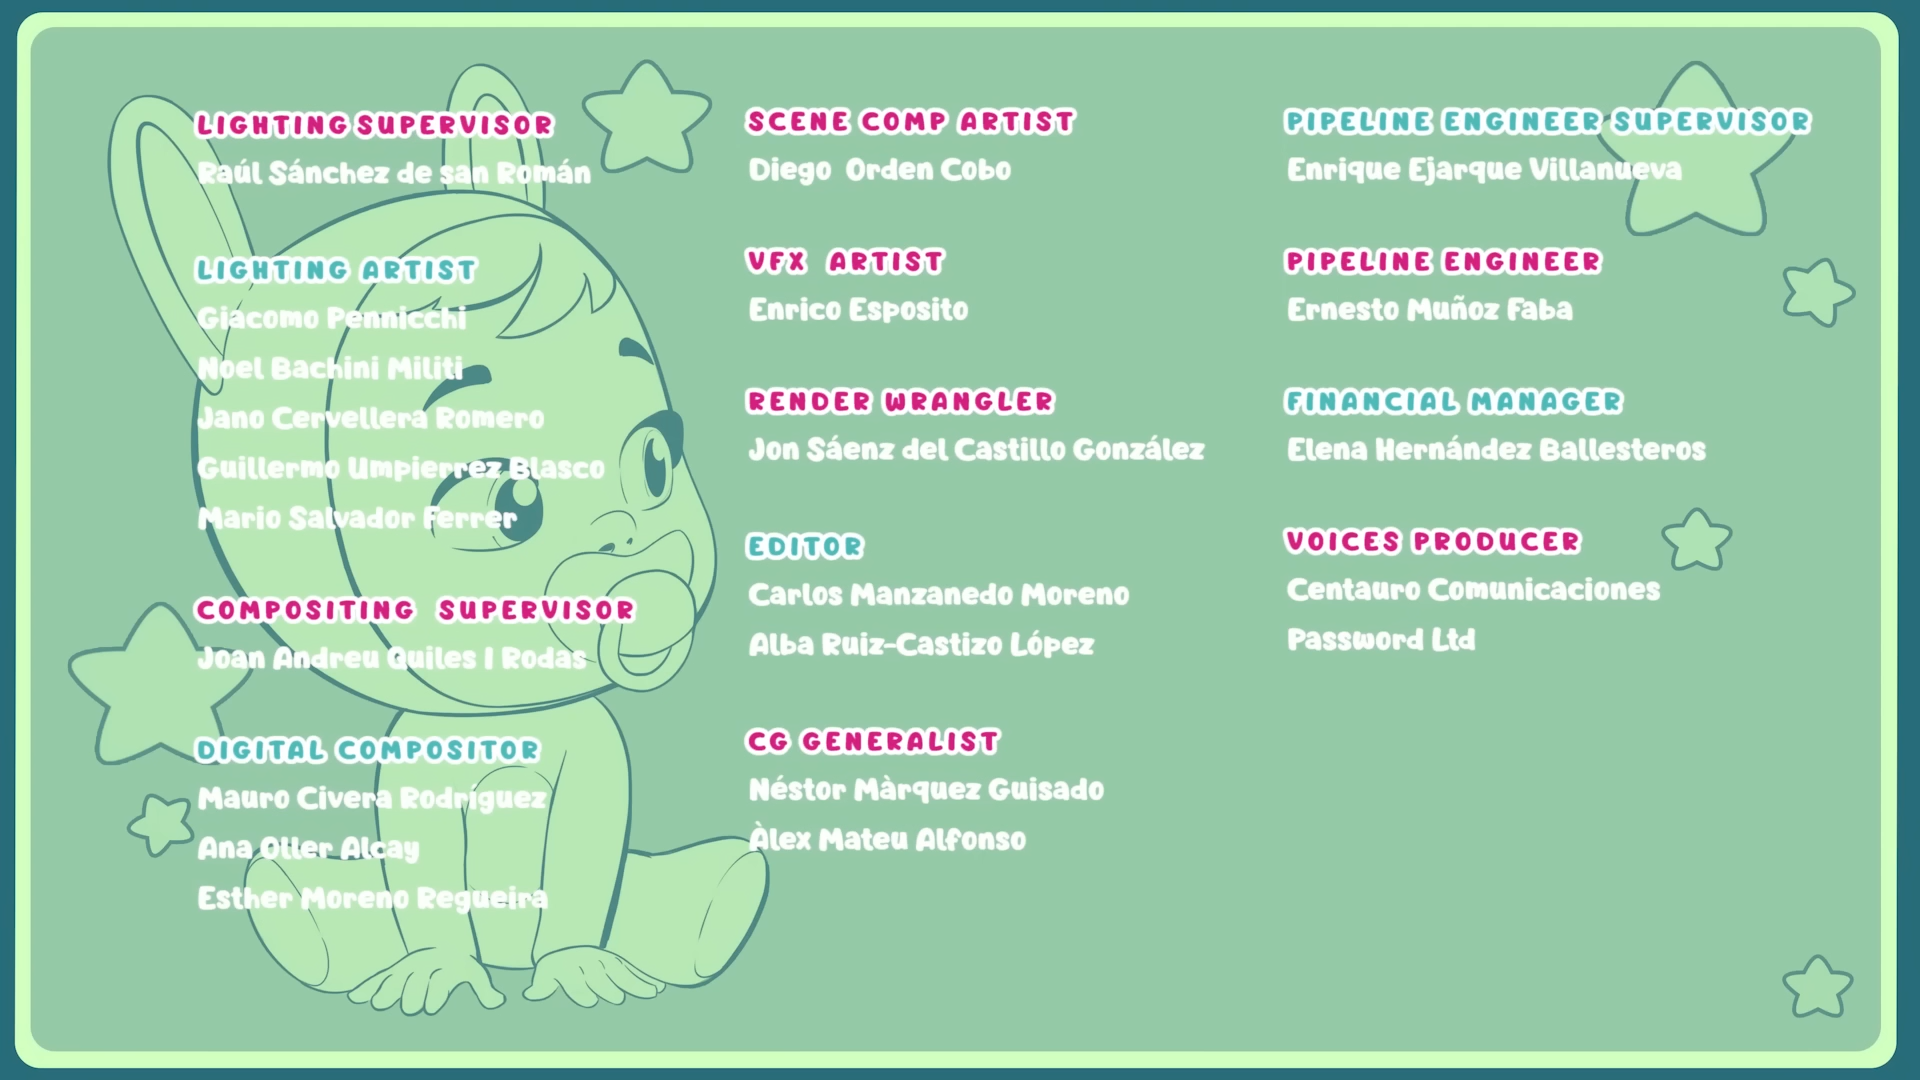 LIGHTING SUPERVISOR
Raúl Sánchez de san Román
LIGHTING ARTIST
Giacomo Pennicchi
Noel Bachini Militi
Jano Cervellera Romero
Guillermo Umpierrez Blasco
Mario Salvador Ferrer
COMPOSITING SUPERVISOR
Joan Andreu Quiles I Rodas
DIGITAL COMPOSITOR
Mauro Civera Rodríguez
Ana Oller Alcay
Esther Moreno Regueira
SCENE COMP ARTIST
Diego Orden Cobo
VFX ARTIST
Enrico Esposito
RENDER WRANGLER
Jon Sáenz del Castillo González
EDITOR
Carlos Manzanedo Moreno
Alba Ruiz-Castizo López
CG GENERALIST
Néstor Màrquez Guisado
Àlex Mateu Alfonso
PIPELINE ENGINEER SUPERVISOR
Enrique Ejarque Villanueva
PIPELINE ENGINEER
Ernesto Muñoz Faba
FINANCIAL MANAGER
Elena Hernández Ballesteros
VOICES PRODUCER
Centauro Comunicaciones
Password Ltd